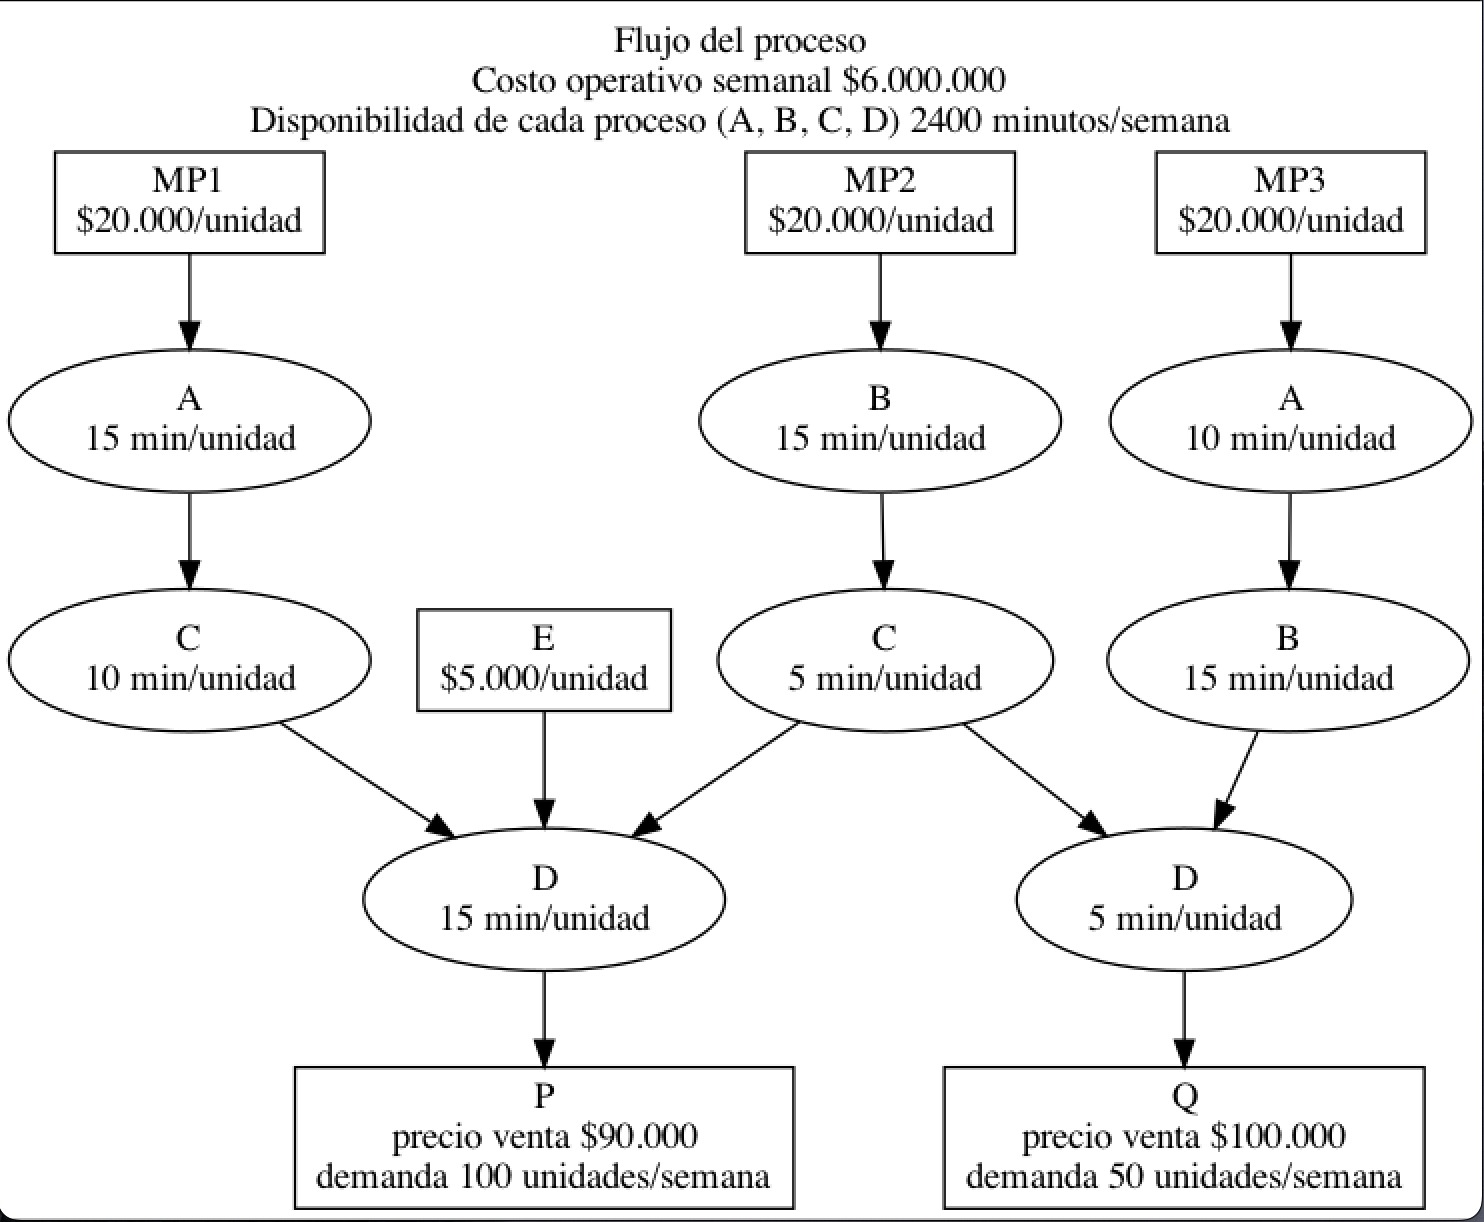 Flujo del proceso
Costo operativo semanal $6.000.000
Disponibilidad de cada proceso (A, B, C, D) 2400 minutos/semana
MP1
$20.000/unidad
MP2
$20.000/unidad
MP3
$20.000/unidad
A
15 min/unidad
B
15 min/unidad
A
10 min/unidad
C
10 min/unidad
E
$5.000/unidad
C
5 min/unidad
B
15 min/unidad
D
15 min/unidad
D
5 min/unidad
P
precio venta $90.000
demanda 100 unidades/semana
Q
precio venta $100.000
demanda 50 unidades/semana